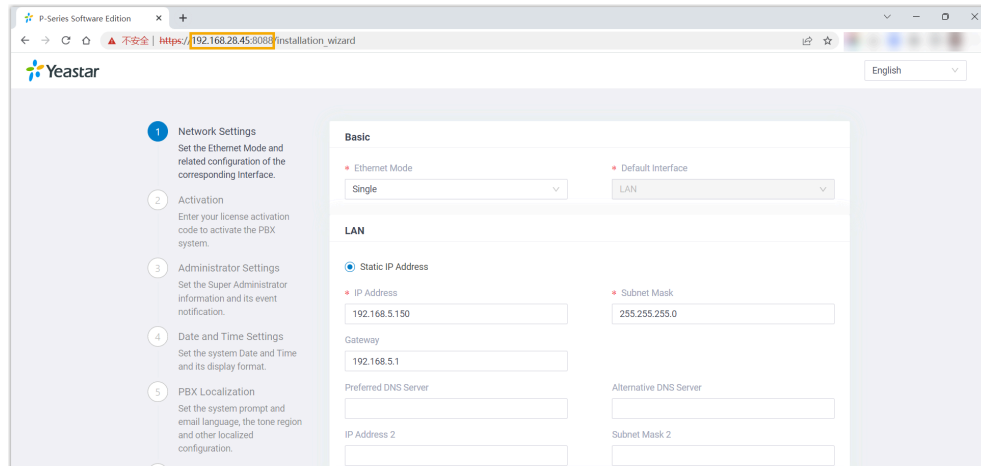 P-Series Software Edition
不安全 | https://192.168.28.45:8088/installation_wizard
Yeastar
English
1
Network Settings
Set the Ethernet Mode and
related configuration of the
corresponding Interface.
2
Activation
Enter your license activation
code to activate the PBX
system.
3
Administrator Settings
Set the Super Administrator
information and its event
notification.
4
Date and Time Settings
Set the system Date and Time
and its display format.
5
PBX Localization
Set the system prompt and
email language, the tone region
and other localized
configuration.
Basic
* Ethernet Mode
* Default Interface
Single
LAN
LAN
Static IP Address
* IP Address
* Subnet Mask
192.168.5.150
255.255.255.0
Gateway
192.168.5.1
Preferred DNS Server
Alternative DNS Server
IP Address 2
Subnet Mask 2